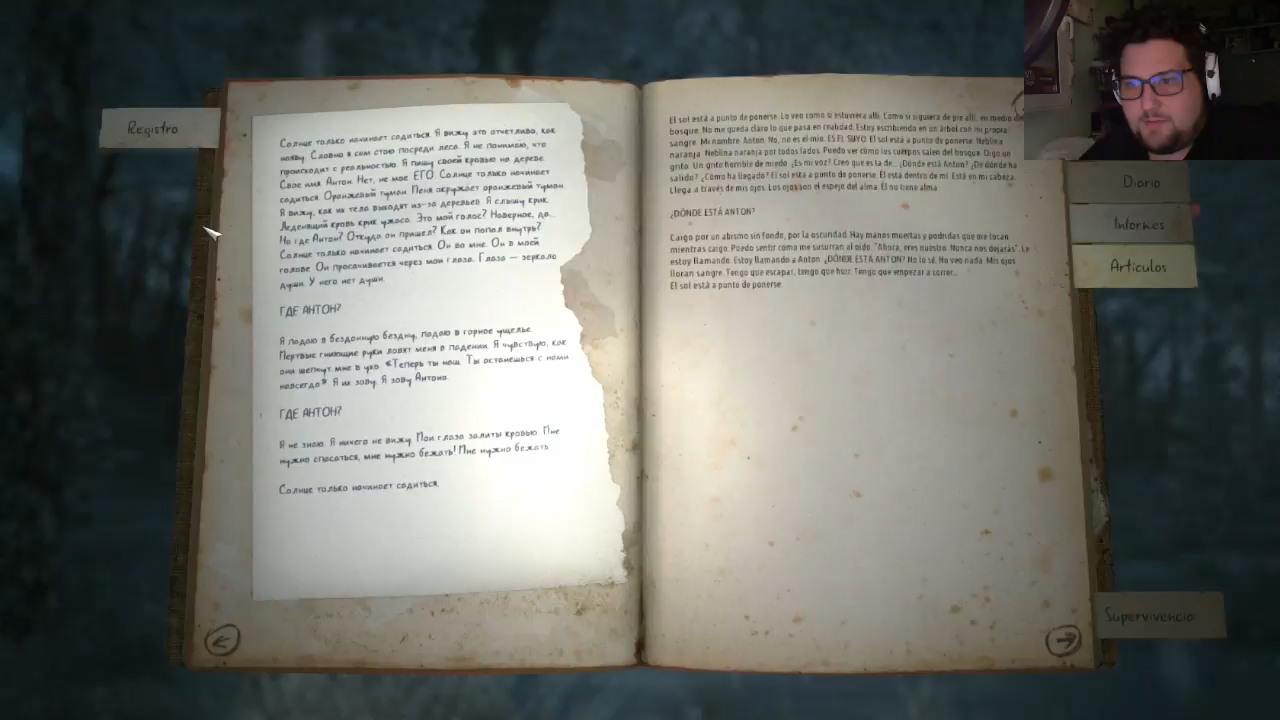 Registro
Солнце только начинает садиться. Я вижу это отчетливо, как
наяву. Словно я сам стою посреди леса. Я не понимаю, что
происходит с реальностью. Я пишу своей кровью на дереве.
Свое имя Антон. Нет, не мое. ЕГО. Солнце только начинает
садиться. Оранжевый туман. Меня окружает оранжевый туман.
Я вижу, как их тела выходят из-за деревьев. Я слышу крик.
Леденящий кровь крик ужаса. Это мой голос? Наверное, да...
Но где Антон? Откуда он пришел? Как он попал внутрь?
Солнце только начинает садиться. Он во мне. Он в моей
голове. Он просочивается через мои глаза. Глаза — зеркало
души. У него нет души.
ГДЕ АНТОН?
Я падаю в бездонную бездну, падаю в горное ущелье.
Мертвые гниющие руки ловят меня в падении. Я чувствую, как
они шепчут мне в ухо: «Теперь ты наш. Ты останешься с нами
навсегда». Я их зову. Я зову Антона.
ГДЕ АНТОН?
Я не знаю. Я ничего не вижу. Мои глаза залиты кровью. Мне
нужно спасаться, мне нужно бежать! Мне нужно бежать
Солнце только начинает садиться.
El sol está a punto de ponerse. Lo veo como si estuviera allí. Como si siguiera de pie allí, en medio del
bosque. No me queda claro lo que pasa en realidad. Estoy escribiendo en un árbol con mi propia
sangre. Mi nombre. Anton. No, no es el mío. ES EL SUYO. El sol está a punto de ponerse. Neblina
naranja. Neblina naranja por todos lados. Puedo ver cómo los cuerpos salen del bosque. Oigo un
grito. Un grito horrible de miedo. ¿Es mi voz? Creo que es la de... ¿Dónde está Anton? ¿De dónde ha
salido? ¿Cómo ha llegado? El sol está a punto de ponerse. Él está dentro de mí. Está en mi cabeza.
Llega a través de mis ojos. Los ojos son el espejo del alma. Él no tiene alma.
¿DÓNDE ESTÁ ANTON?
Caigo por un abismo sin fondo, por la oscuridad. Hay manos muertas y podridas que me tocan
mientras caigo. Puedo sentir como me susurran al oído. "Ahora, eres nuestro. Nunca nos dejarás". Le
estoy llamando. Estoy llamando a Anton. ¿DÓNDE ESTÁ ANTON? No lo sé. No veo nada. Mis ojos
lloran sangre. Tengo que escapar, tengo que huir. Tengo que empezar a correr...
El sol está a punto de ponerse.
Diario
Informes
Artículos
Supervivencia